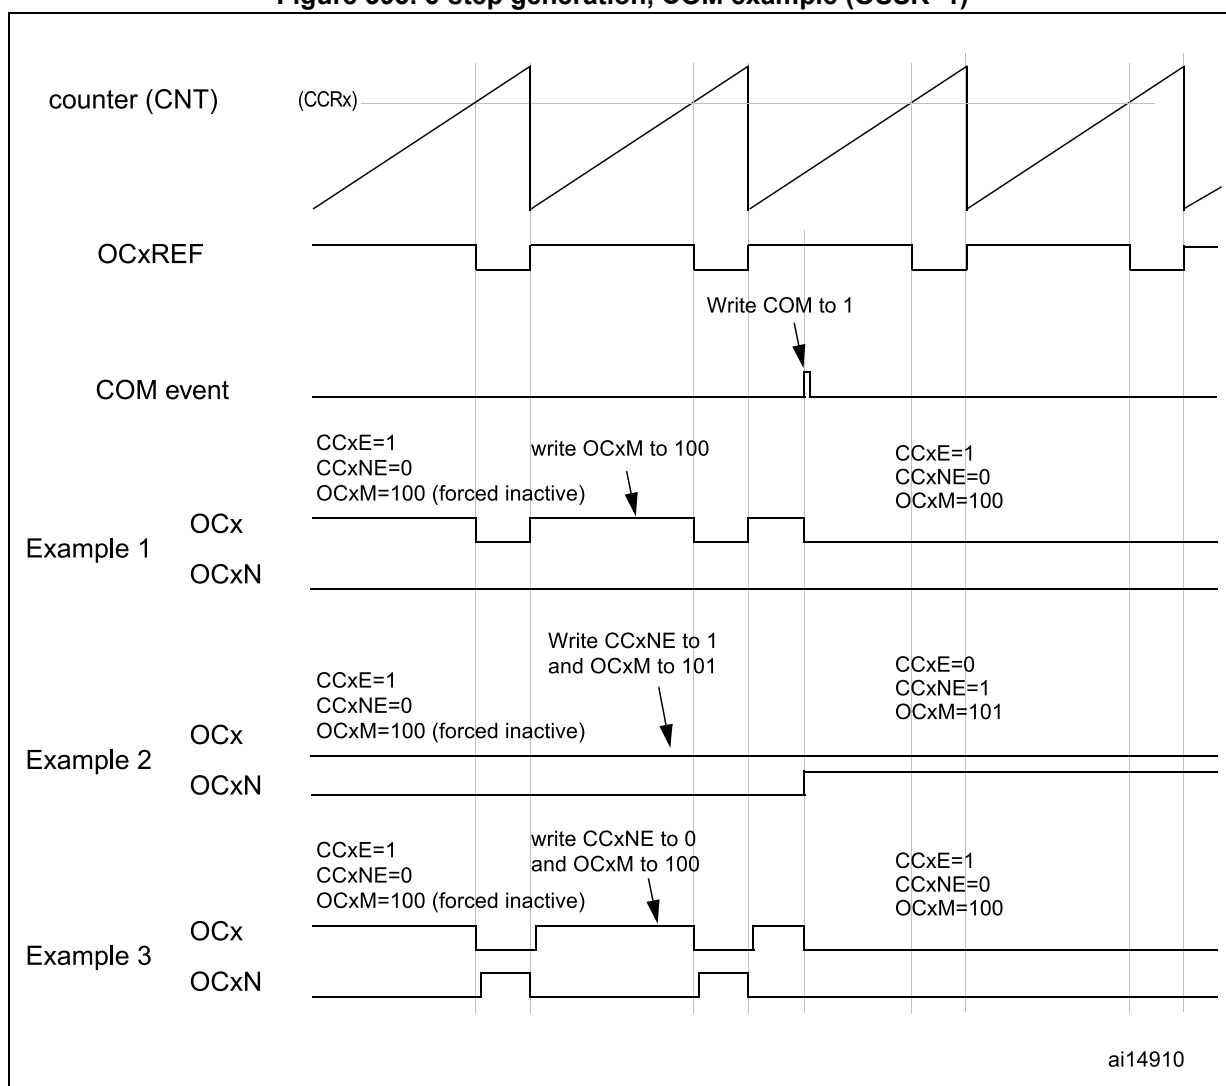 counter (CNT)
(CCRx)
OCxREF
Write COM to 1
COM event
CCxE=1
CCxNE=0
OCxM=100 (forced inactive)
write OCxM to 100
CCxE=1
CCxNE=0
OCxM=100
Example 1
OCx
OCxN
Write CCxNE to 1
and OCxM to 101
CCxE=1
CCxNE=0
OCxM=100 (forced inactive)
CCxE=0
CCxNE=1
OCxM=101
Example 2
OCx
OCxN
write CCxNE to 0
and OCxM to 100
CCxE=1
CCxNE=0
OCxM=100 (forced inactive)
CCxE=1
CCxNE=0
OCxM=100
Example 3
OCx
OCxN
ai14910